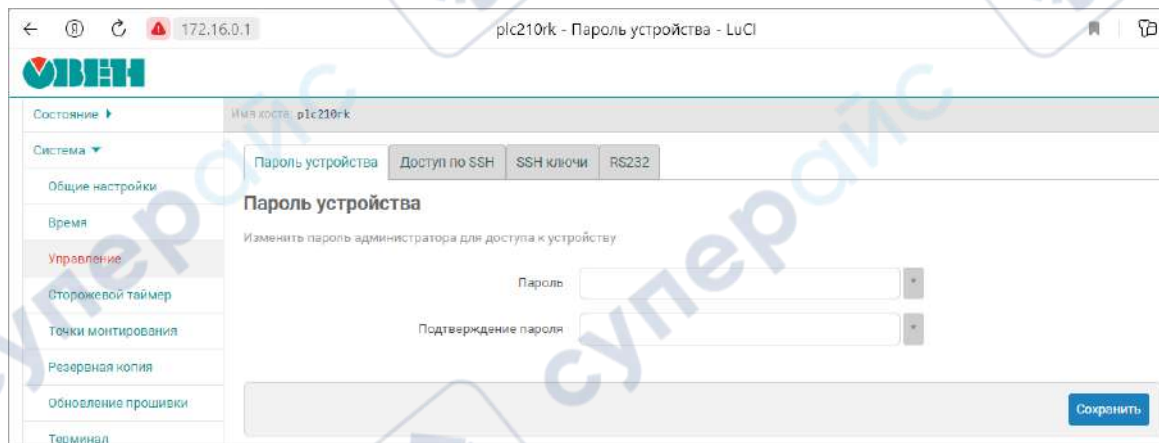 172.16.0.1
plc210rk - Пароль устройства - LuCI
ОВЕН
Состояние
Имя хоста: plc210rk
Система
Пароль устройства Доступ по SSH SSH ключи RS232
Общие настройки
Пароль устройства
Время
Изменить пароль администратора для доступа к устройству
Управление
Пароль
*
Сторожевой таймер
Точки монтирования
Подтверждение пароля
*
Резервная копия
Обновление прошивки
Сохранить
Терминал
суперайс
суперайс